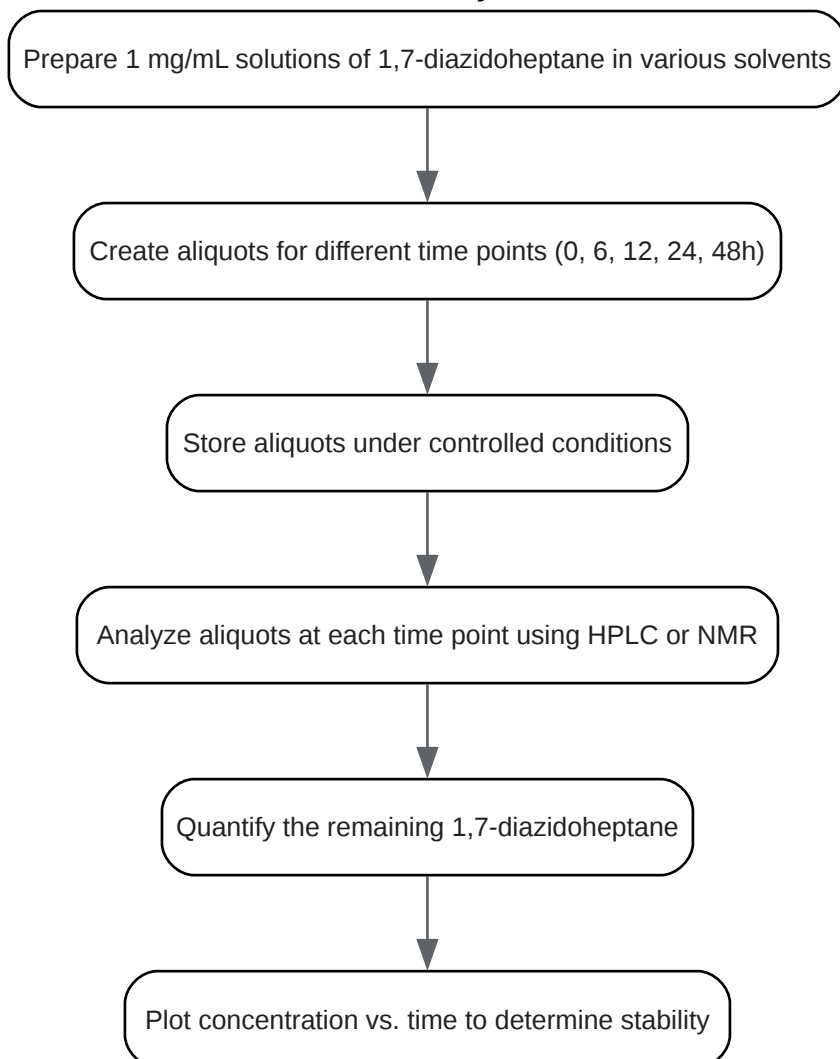 Prepare 1 mg/mL solutions of 1,7-diazidoheptane in various solvents
Create aliquots for different time points (0, 6, 12, 24, 48h)
Store aliquots under controlled conditions
Analyze aliquots at each time point using HPLC or NMR
Quantify the remaining 1,7-diazidoheptane
Plot concentration vs. time to determine stability